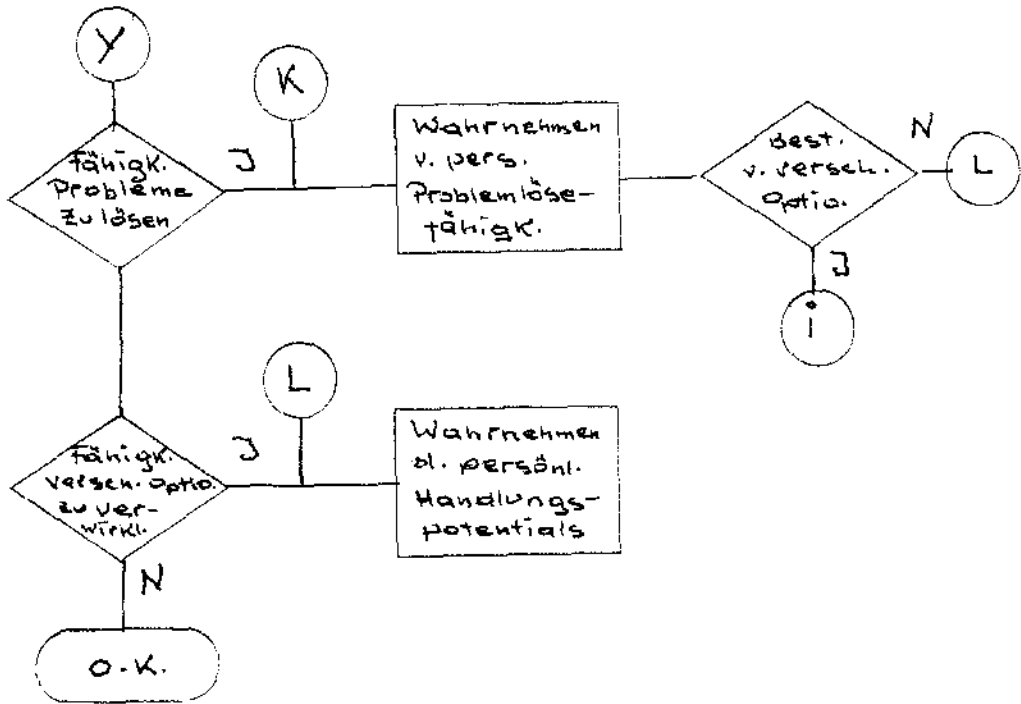 Y
Fähigk.
Probleme
zu lösen
J
K
Wahrnehmen
v. pers.
Problemlöse-
fähigk.
Best.
v. versch.
Optio.
N
L
J
i
Fähigk.
versch. Optio.
zu ver-
wirkl.
J
L
Wahrnehmen
d. persönl.
Handlungs-
potentials
N
O.K.